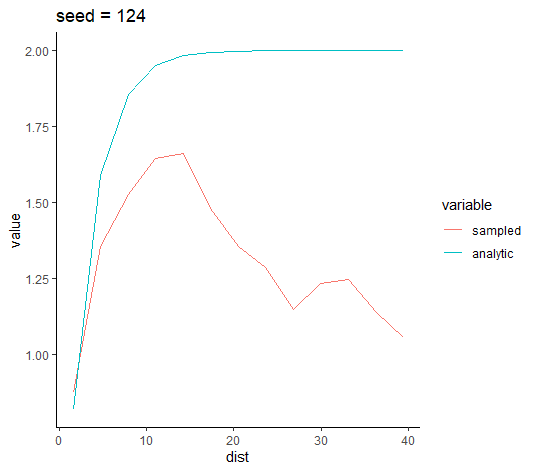 seed = 124
2.00
1.75
1.50
1.25
1.00
value
0
10
20
30
40
dist
variable
sampled
analytic